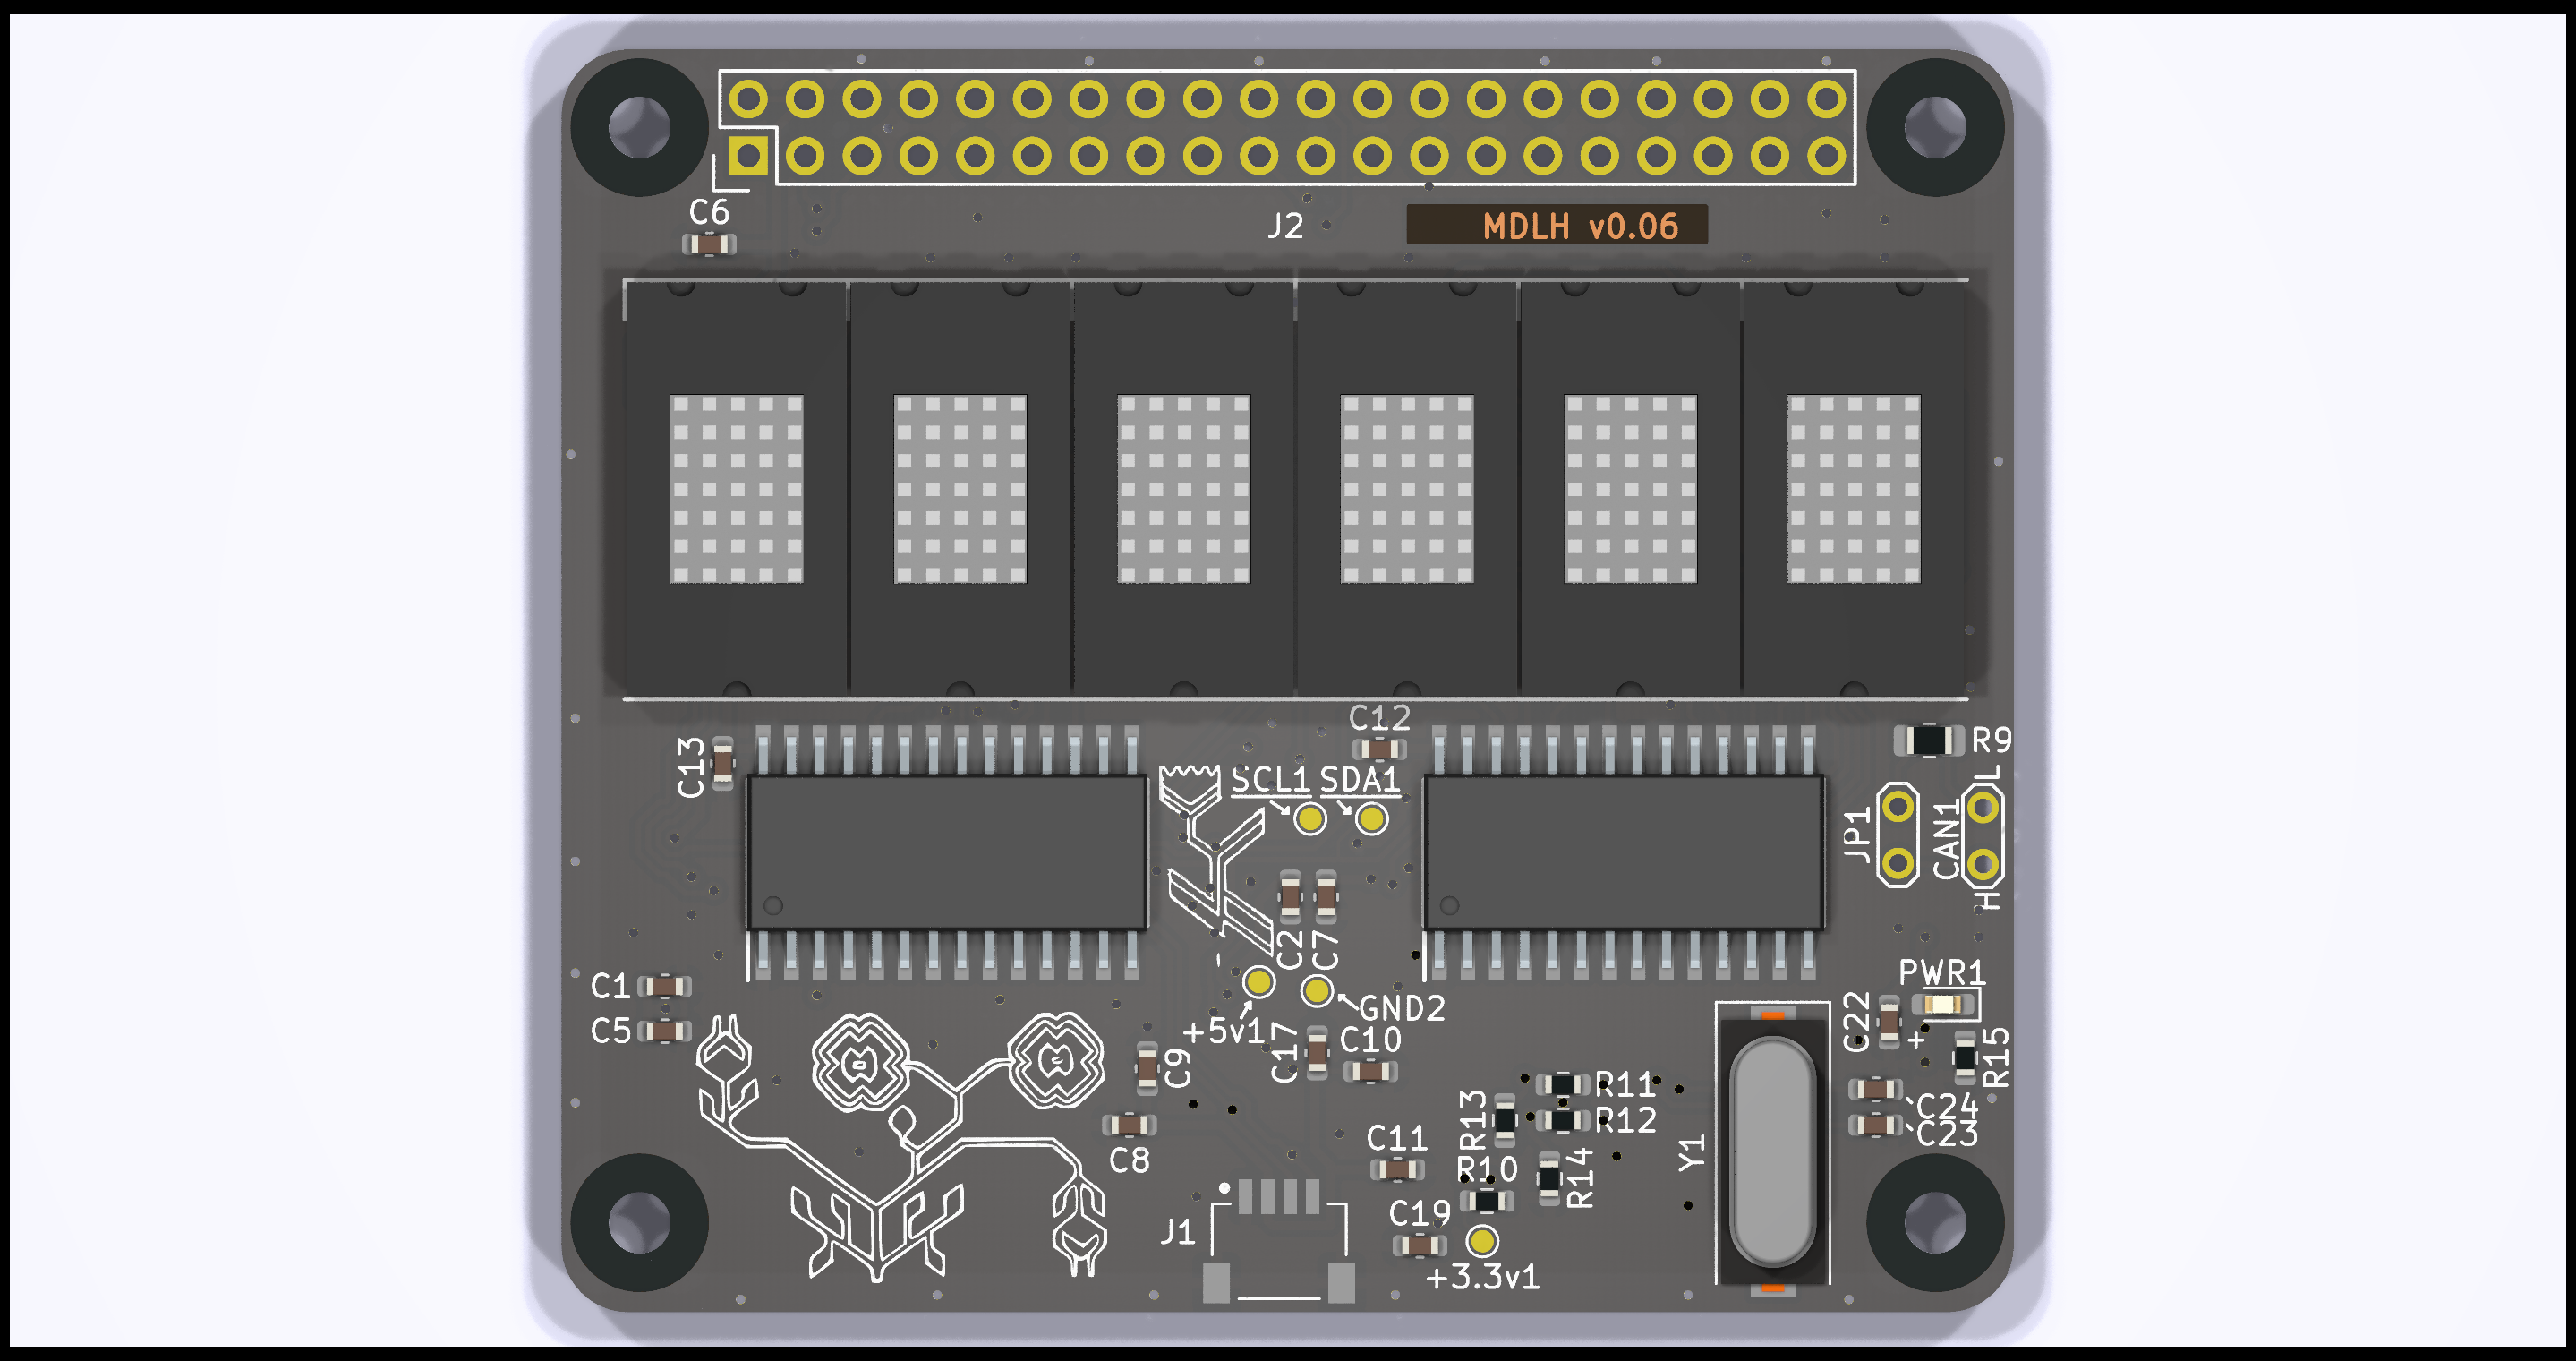 C6
J2
MDLH v0.06
C12
C13
R9
SCL1 SDA1
L
JP1
CAN1
H
C2
C7
PWR1
C1
GND2
C22
+5v1
C5
C17
C10
+
R15
C9
R11
C24
R13
R12
C23
C8
C11
Y1
R10
R14
C19
J1
+3.3v1